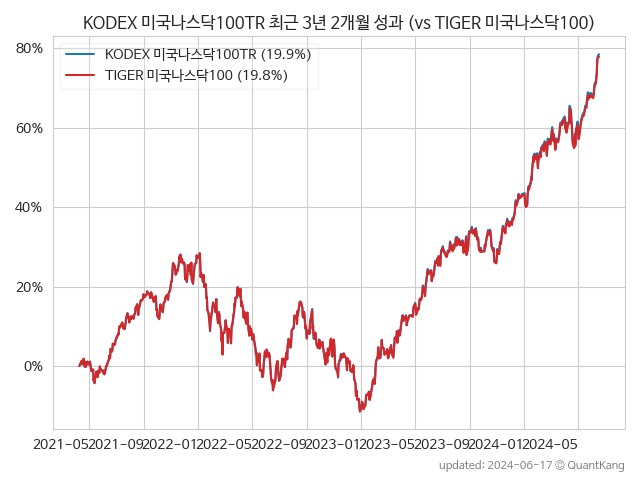 KODEX 미국나스닥100TR 최근 3년 2개월 성과 (vs TIGER 미국나스닥100)
80%
KODEX 미국나스닥100TR (19.9%)
TIGER 미국나스닥100 (19.8%)
60%
40%
20%
0%
2021-05 2021-09 2022-01 2022-05 2022-09 2023-01 2023-05 2023-09 2024-01 2024-05
updated: 2024-06-17 © QuantKang